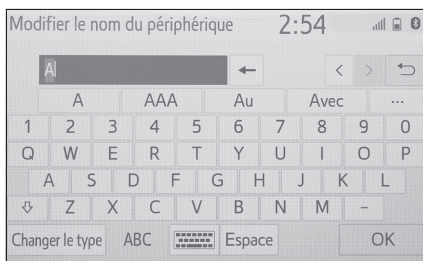 Modifier le nom du périphérique 2:54
A
A AAA Au Avec ...
1 2 3 4 5 6 7 8 9 0
Q W E R T Y U I O P
A S D F G H J K L
Z X C V B N M -
Changer le type ABC Espace OK